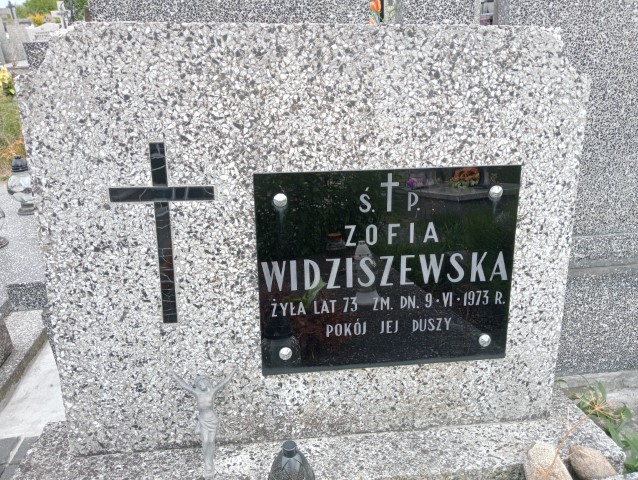 Ś. P.
ZOFIA
WIDZISZEWSKA
ŻYŁA LAT 73 ZM. DN. 9·VI·1973 R.
POKÓJ JEJ DUSZY